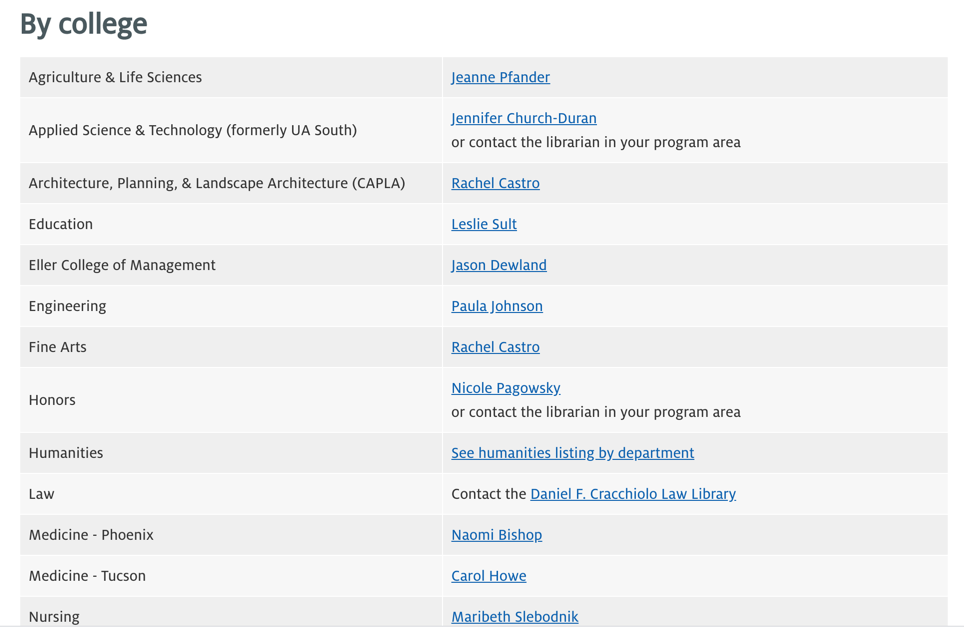 By college
Agriculture & Life Sciences
Jeanne Pfander
Applied Science & Technology (formerly UA South)
Jennifer Church-Duran
or contact the librarian in your program area
Architecture, Planning, & Landscape Architecture (CAPLA)
Rachel Castro
Education
Leslie Sult
Eller College of Management
Jason Dewland
Engineering
Paula Johnson
Fine Arts
Rachel Castro
Honors
Nicole Pagowsky
or contact the librarian in your program area
Humanities
See humanities listing by department
Law
Contact the Daniel F. Cracchiolo Law Library
Medicine - Phoenix
Naomi Bishop
Medicine - Tucson
Carol Howe
Nursing
Maribeth Slebodnik